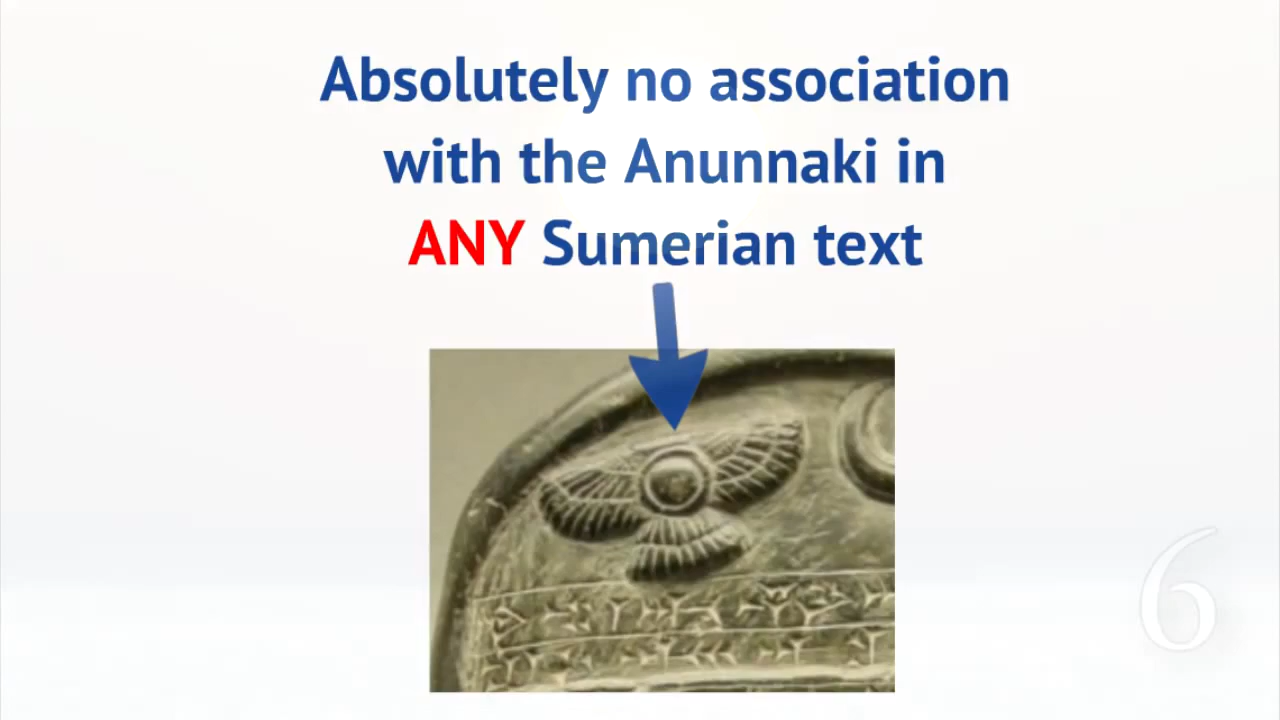 Absolutely no association
with the Anunnaki in
ANY Sumerian text
6